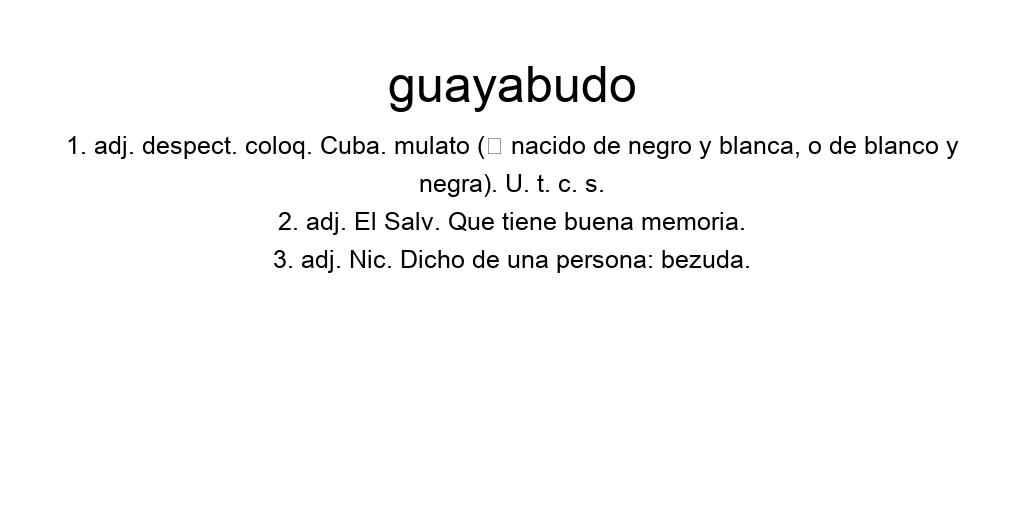 guayabudo
1. adj. despect. coloq. Cuba. mulato (▯ nacido de negro y blanca, o de blanco y
negra). U. t. c. s.
2. adj. El Salv. Que tiene buena memoria.
3. adj. Nic. Dicho de una persona: bezuda.